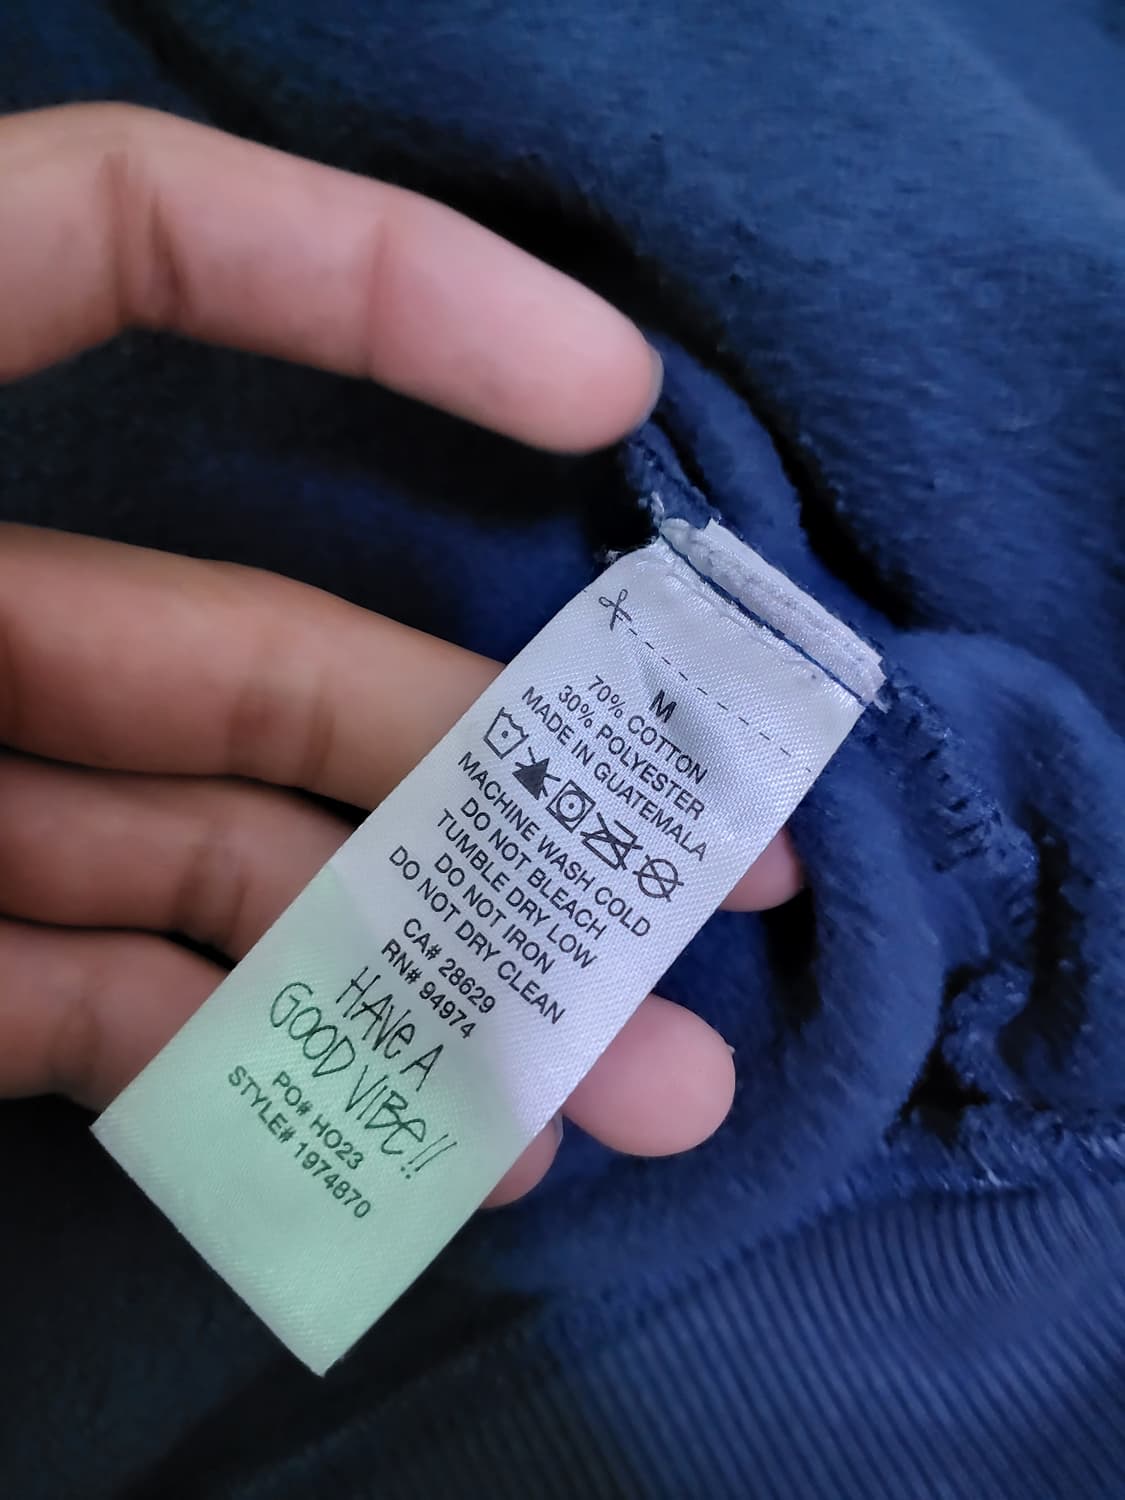 M
70% COTTON
30% POLYESTER
MADE IN GUATEMALA
MACHINE WASH COLD
DO NOT BLEACH
TUMBLE DRY LOW
DO NOT IRON
DO NOT DRY CLEAN
CA# 28629
RN# 94974
HAVE A
GOOD VIBE!!
PO# HO23
STYLE# 1974870